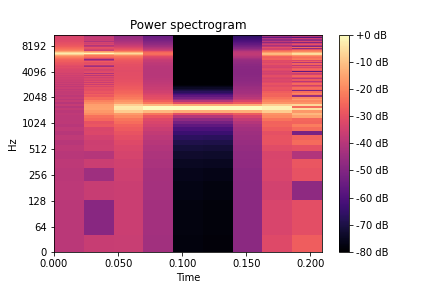 Power spectrogram
8192
4096
2048
1024
512
256
128
64
0
Hz
0.000
0.050
0.100
0.150
0.200
Time
+0 dB
-10 dB
-20 dB
-30 dB
-40 dB
-50 dB
-60 dB
-70 dB
-80 dB